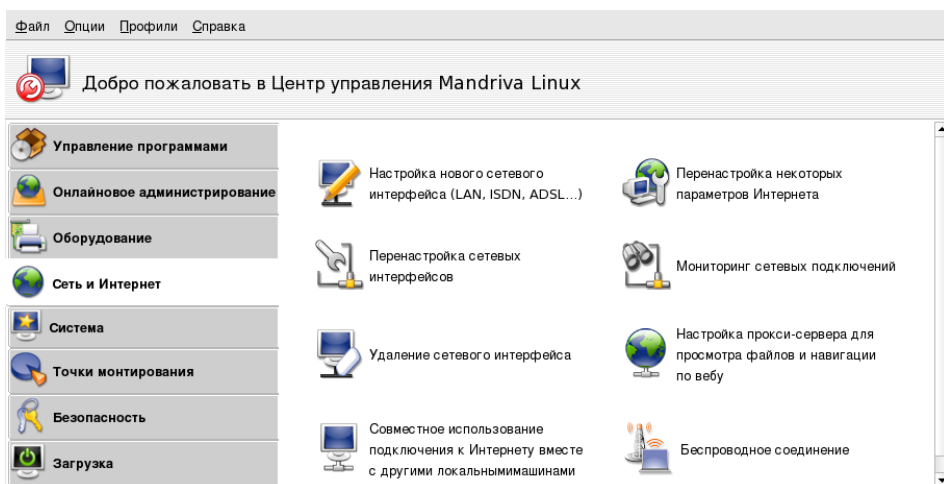 Файл Опции Профили Справка
Добро пожаловать в Центр управления Mandriva Linux
Управление программами
Онлайновое администрирование
Оборудование
Сеть и Интернет
Система
Точки монтирования
Безопасность
Загрузка
Настройка нового сетевого
интерфейса (LAN, ISDN, ADSL...)
Перенастройка некоторых
параметров Интернета
Перенастройка сетевых
интерфейсов
Мониторинг сетевых подключений
Удаление сетевого интерфейса
Настройка прокси-сервера для
просмотра файлов и навигации
по вебу
Совместное использование
подключения к Интернету вместе
с другими локальнымимашинами
Беспроводное соединение